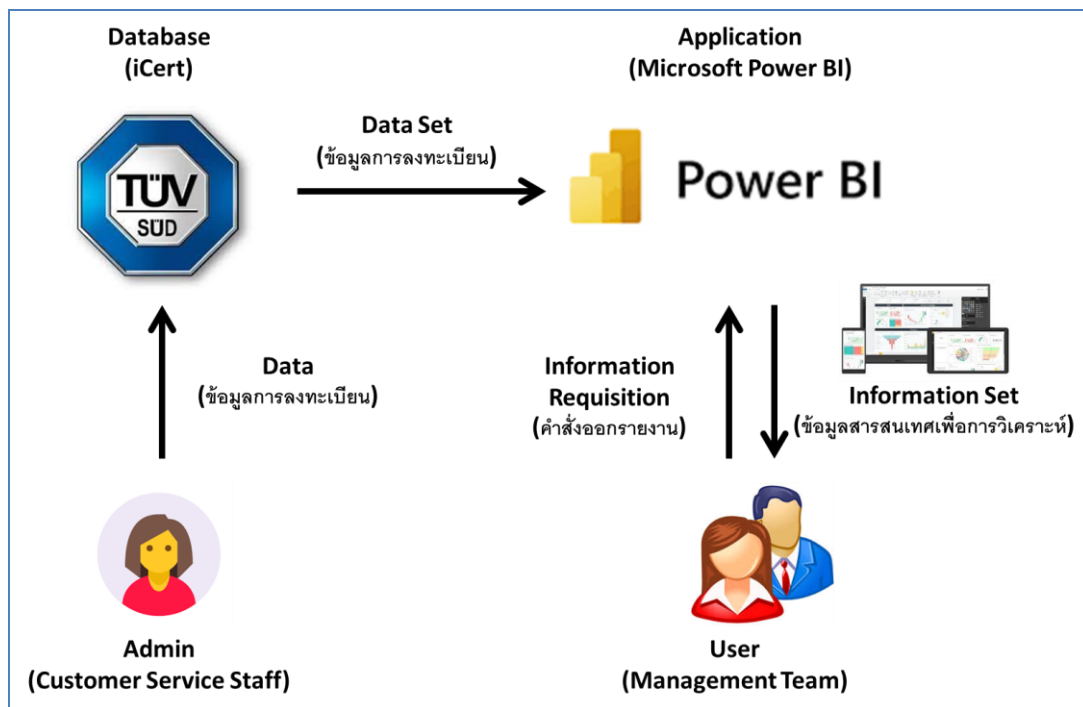 Database
(iCert)
Application
(Microsoft Power BI)
TÜV
SÜD
Data Set
(ข้อมูลการลงทะเบียน)
Power BI
Data
(ข้อมูลการลงทะเบียน)
Information
Requisition
(คำสั่งออกรายงาน)
Information Set
(ข้อมูลสารสนเทศเพื่อการวิเคราะห์)
Admin
(Customer Service Staff)
User
(Management Team)